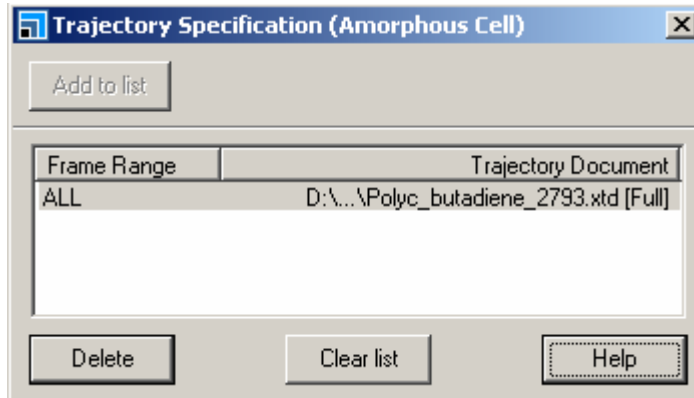 Trajectory Specification (Amorphous Cell)
Add to list
Frame Range Trajectory Document
ALL D:\...\Polyc_butadiene_2793.xtd [Full]
Delete Clear list Help